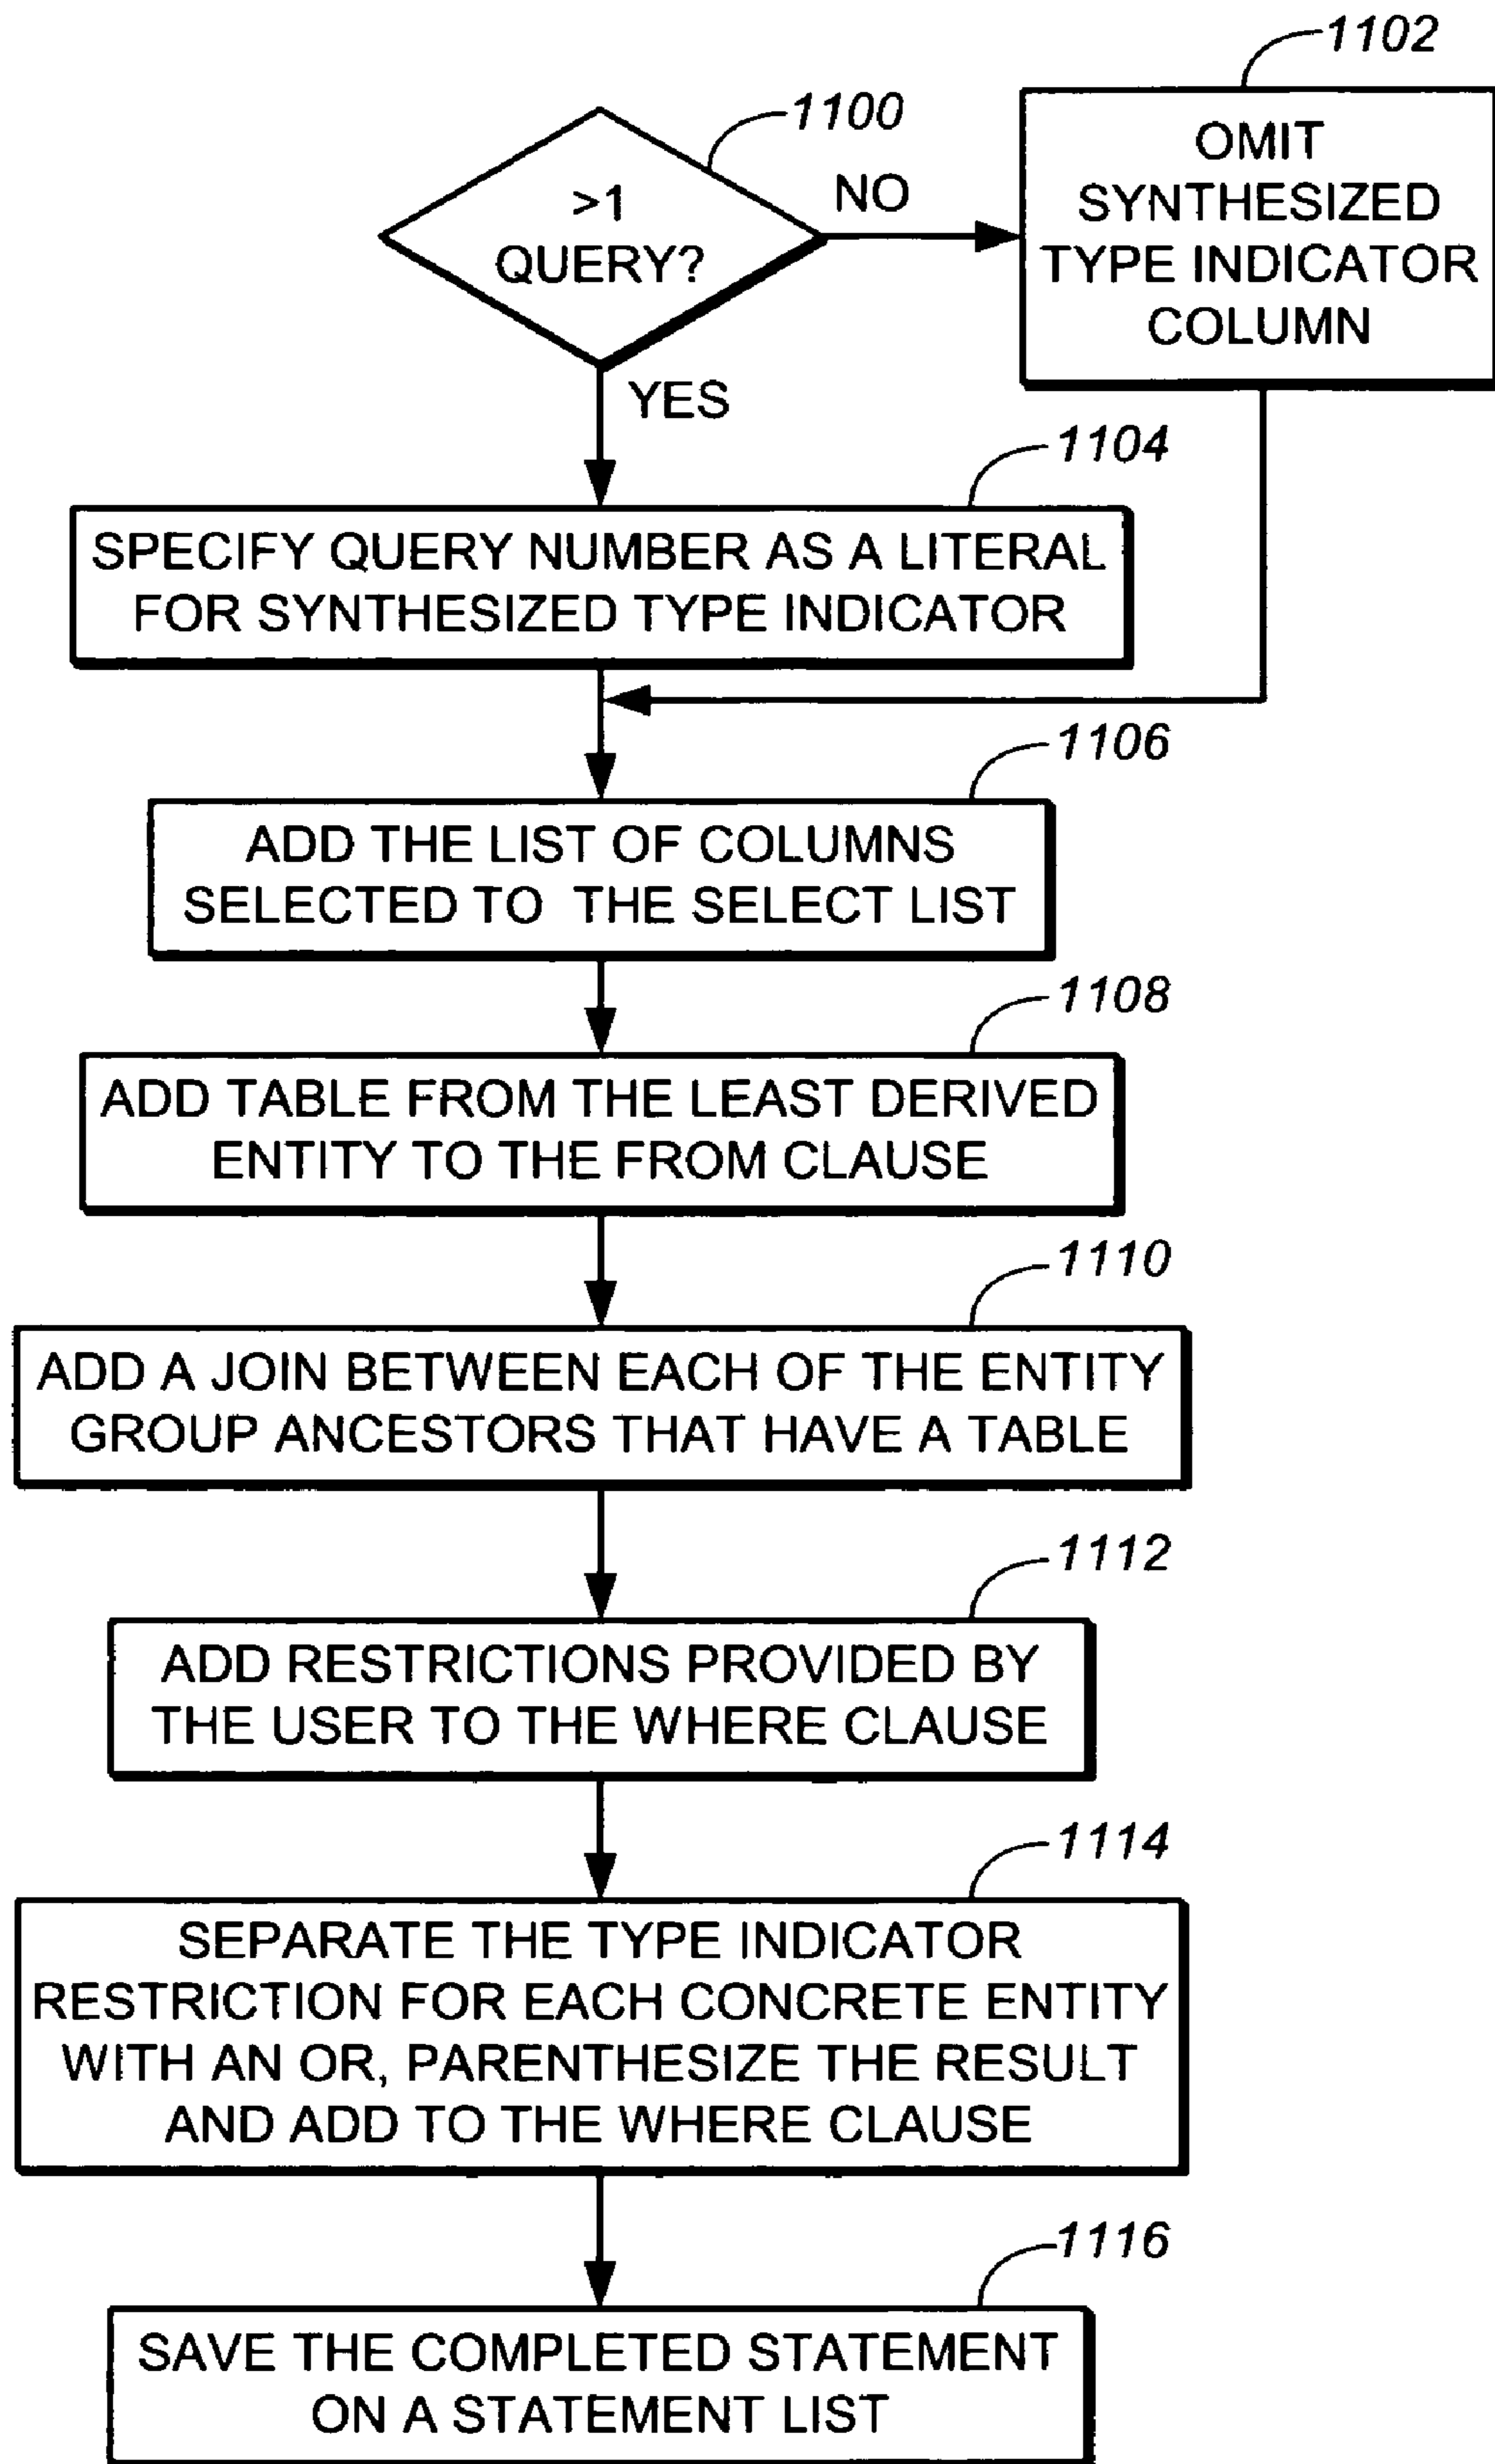 1102
1100
OMIT
SYNTHESIZED
TYPE INDICATOR
COLUMN
>1
QUERY?
NO
YES
1104
SPECIFY QUERY NUMBER AS A LITERAL
FOR SYNTHESIZED TYPE INDICATOR
1106
ADD THE LIST OF COLUMNS
SELECTED TO THE SELECT LIST
1108
ADD TABLE FROM THE LEAST DERIVED
ENTITY TO THE FROM CLAUSE
1110
ADD A JOIN BETWEEN EACH OF THE ENTITY
GROUP ANCESTORS THAT HAVE A TABLE
1112
ADD RESTRICTIONS PROVIDED BY
THE USER TO THE WHERE CLAUSE
1114
SEPARATE THE TYPE INDICATOR
RESTRICTION FOR EACH CONCRETE ENTITY
WITH AN OR, PARENTHESIZE THE RESULT
AND ADD TO THE WHERE CLAUSE
1116
SAVE THE COMPLETED STATEMENT
ON A STATEMENT LIST